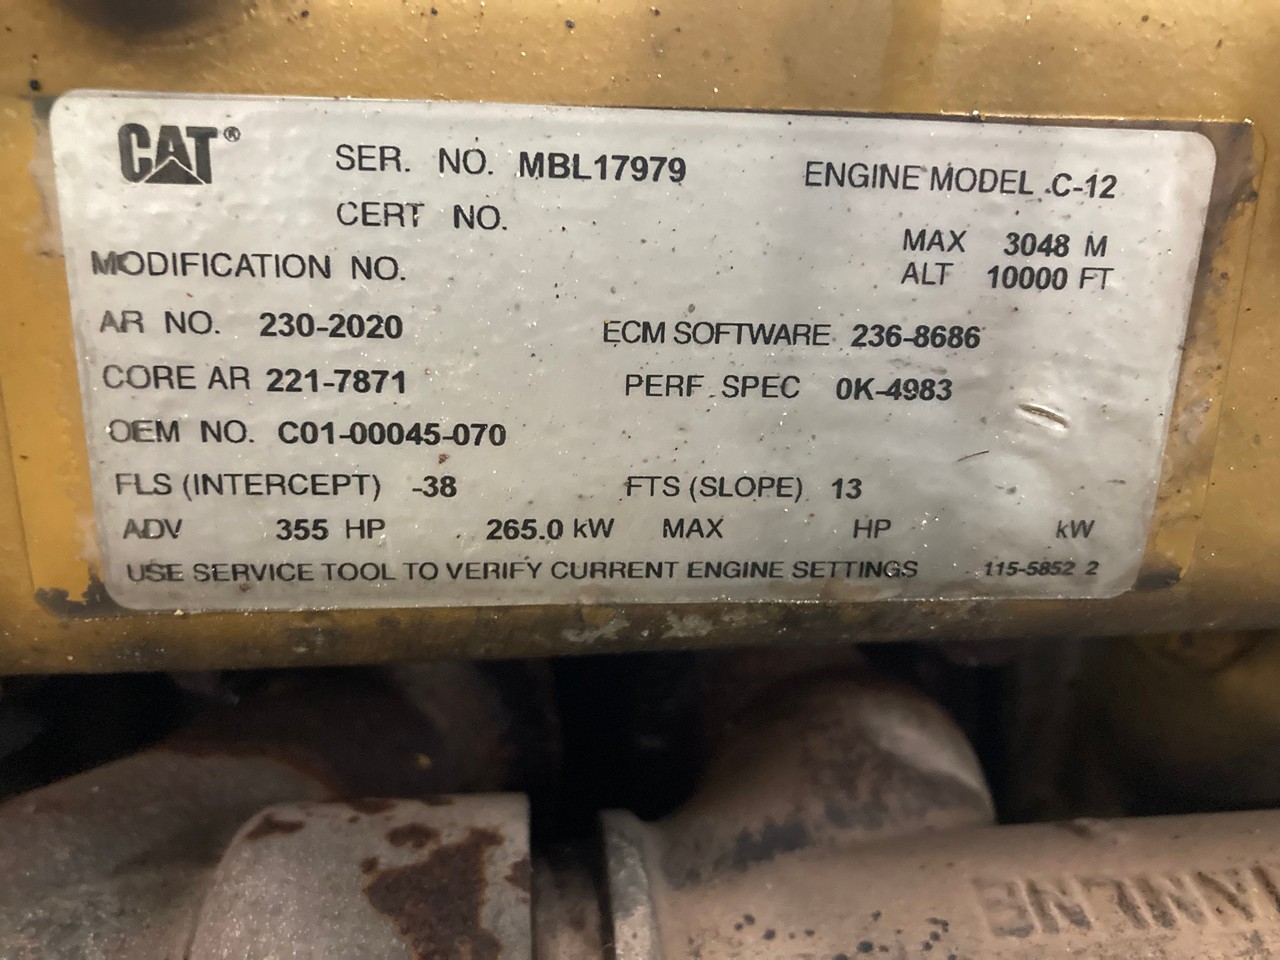 CAT® SER. NO. MBL17979 ENGINE MODEL C-12
CERT NO.
MAX 3048 M
MODIFICATION NO. ALT 10000 FT
AR NO. 230-2020 ECM SOFTWARE 236-8686
CORE AR 221-7871 PERF SPEC 0K-4983
OEM NO. C01-00045-070
FLS (INTERCEPT) -38 FTS (SLOPE) 13
ADV 355 HP 265.0 kW MAX HP kW
USE SERVICE TOOL TO VERIFY CURRENT ENGINE SETTINGS 115-5852 2